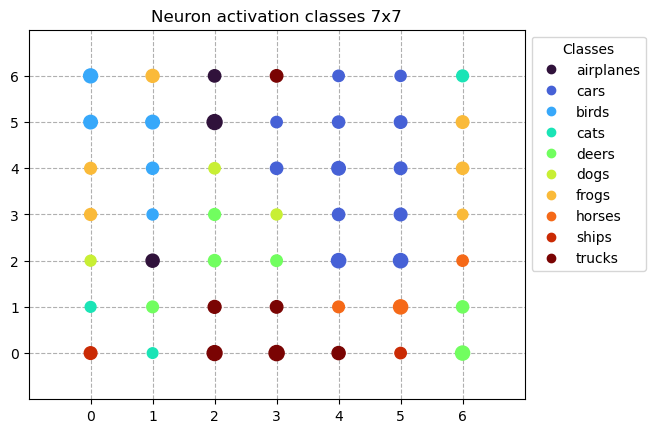 Neuron activation classes 7x7
6
5
4
3
2
1
0
0 1 2 3 4 5 6
Classes
airplanes
cars
birds
cats
deers
dogs
frogs
horses
ships
trucks